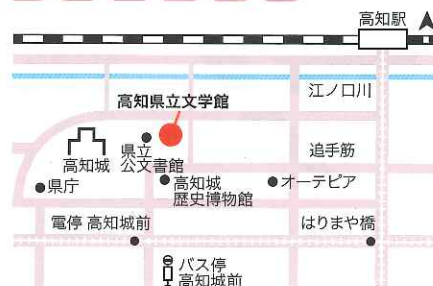 高知駅
江ノ口川
高知県立文学館
県立
公文書館
高知城
追手筋
県庁
高知城
歴史博物館
オーテピア
電停 高知城前
はりまや橋
バス停
高知城前